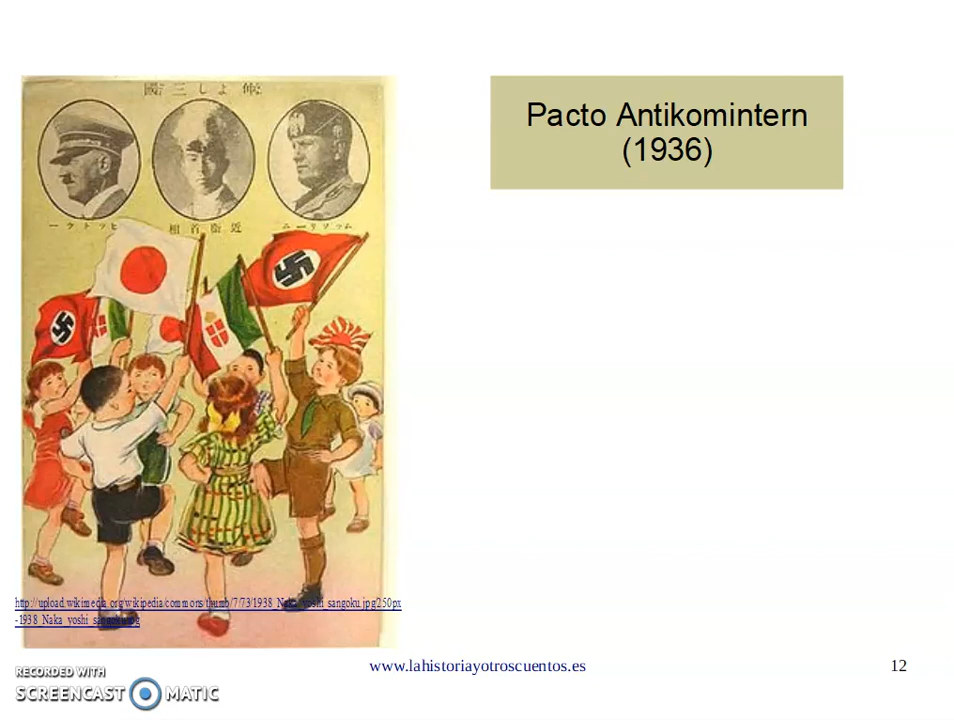 仲よし三國
ヒットラー
近衛首相
ムッソリーニ
Pacto Antikomintern
(1936)
http://upload.wikimedia.org/wikipedia/commons/thumb/7/73/1938_Naka_yoshi_sangoku.jpg/250px
-1938_Naka_yoshi_sangoku.jpg
RECORDED WITH
SCREENCAST MATIC
www.lahistoriayotroscuentos.es
12